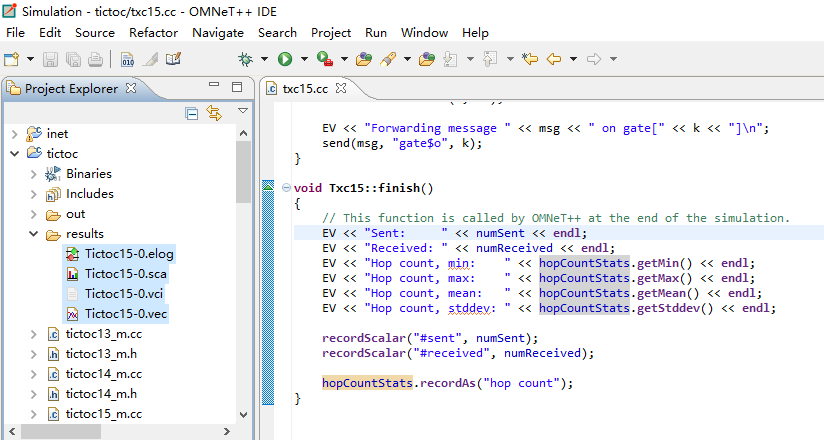 Simulation - tictoc/txc15.cc - OMNeT++ IDE
File Edit Source Refactor Navigate Search Project Run Window Help
010
Project Explorer
inet
tictoc
Binaries
Includes
out
results
Tictoc15-0.elog
Tictoc15-0.sca
Tictoc15-0.vci
Tictoc15-0.vec
tictoc13_m.cc
tictoc13_m.h
tictoc14_m.cc
tictoc14_m.h
tictoc15_m.cc
txc15.cc
EV << "Forwarding message " << msg << " on gate[" << k << "]\n";
send(msg, "gate$o", k);
}
void Txc15::finish()
{
// This function is called by OMNeT++ at the end of the simulation.
EV << "Sent:     " << numSent << endl;
EV << "Received: " << numReceived << endl;
EV << "Hop count, min:    " << hopCountStats.getMin() << endl;
EV << "Hop count, max:    " << hopCountStats.getMax() << endl;
EV << "Hop count, mean:   " << hopCountStats.getMean() << endl;
EV << "Hop count, stddev: " << hopCountStats.getStddev() << endl;
recordScalar("#sent", numSent);
recordScalar("#received", numReceived);
hopCountStats.recordAs("hop count");
}